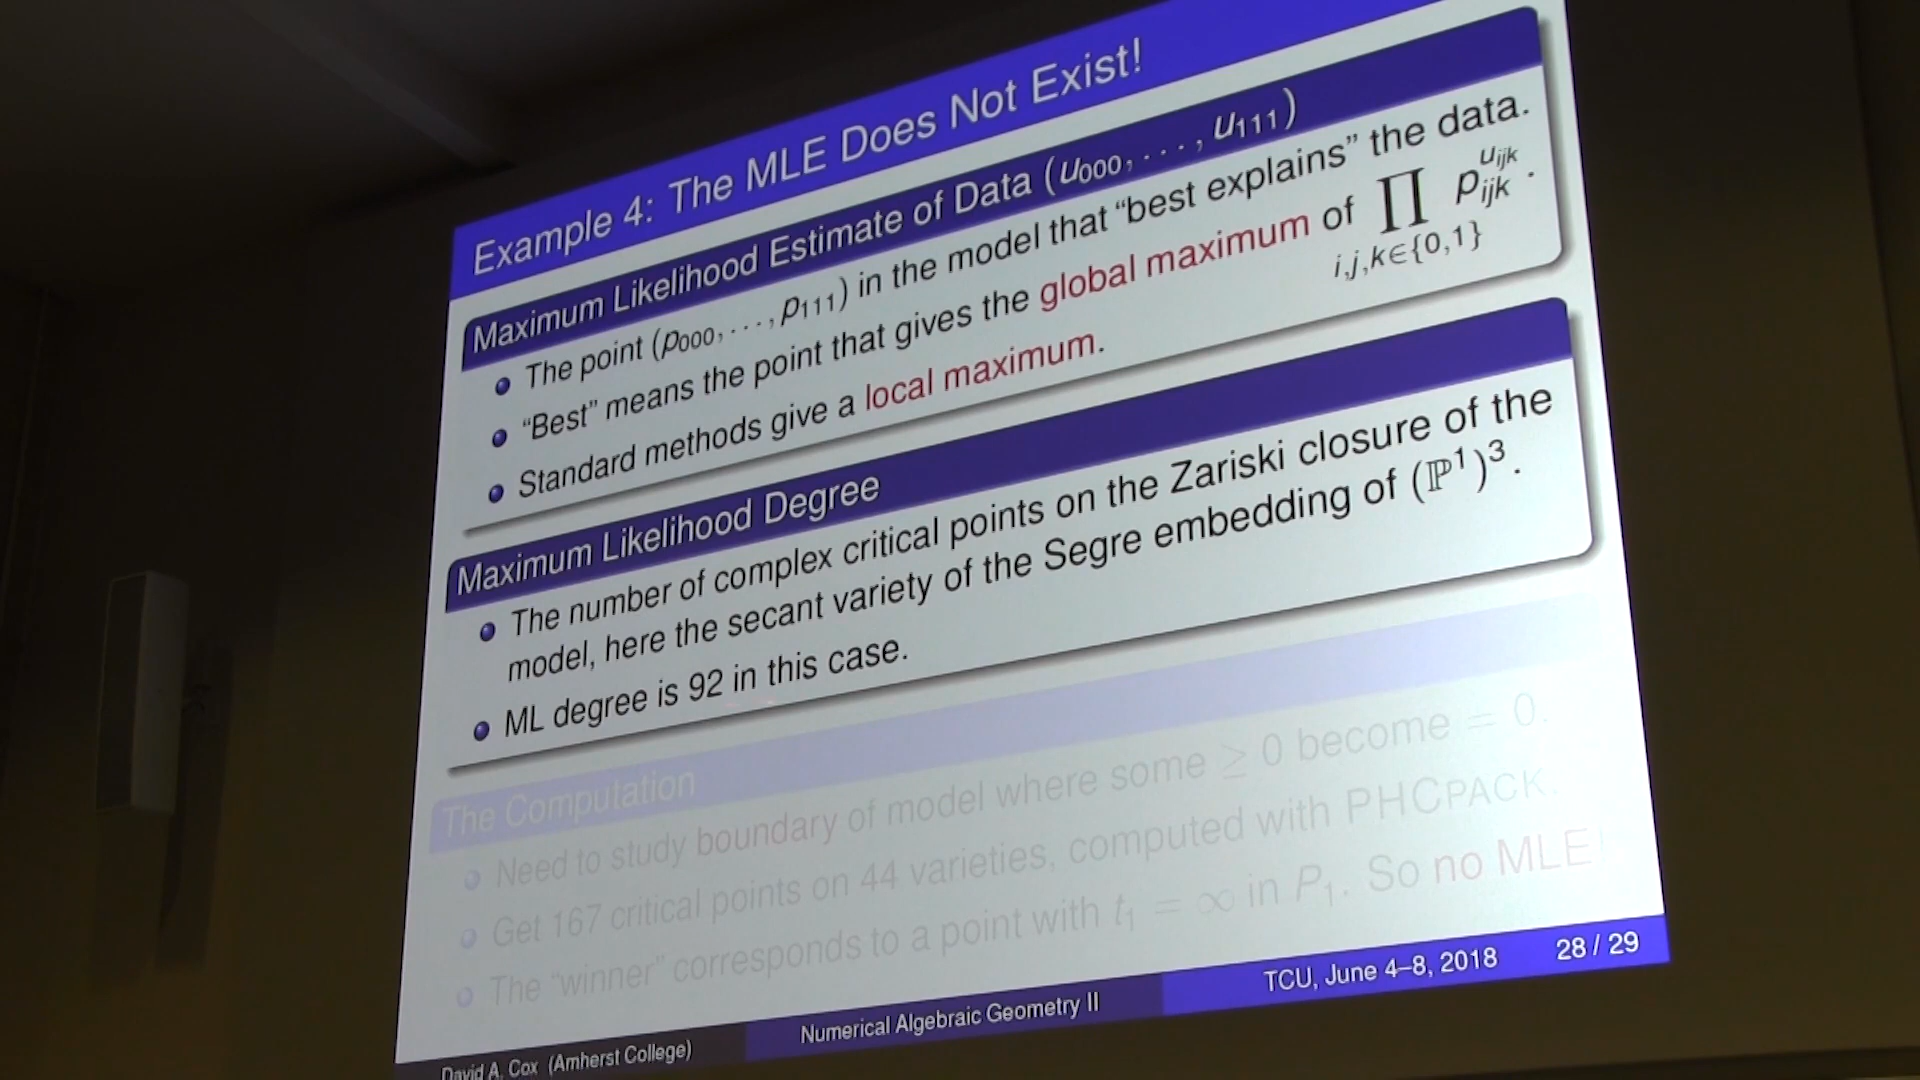 Example 4: The MLE Does Not Exist!
Maximum Likelihood Estimate of Data (u₀₀₀, . . . , u₁₁₁)
The point (p₀₀₀, . . . , p₁₁₁) in the model that “best explains” the data.
“Best” means the point that gives the global maximum of ∏ i,j,k∈{0,1} p_{ijk}^{u_{ijk}} .
Standard methods give a local maximum.
Maximum Likelihood Degree
The number of complex critical points on the Zariski closure of the
model, here the secant variety of the Segre embedding of (ℙ¹)³.
ML degree is 92 in this case.
The Computation
Need to study boundary of model where some ≥ 0 become = 0.
Get 167 critical points on 44 varieties, computed with PHCPACK.
The “winner” corresponds to a point with t₁ = ∞ in P₁. So no MLE!
David A. Cox (Amherst College)
Numerical Algebraic Geometry II
TCU, June 4–8, 2018
28 / 29